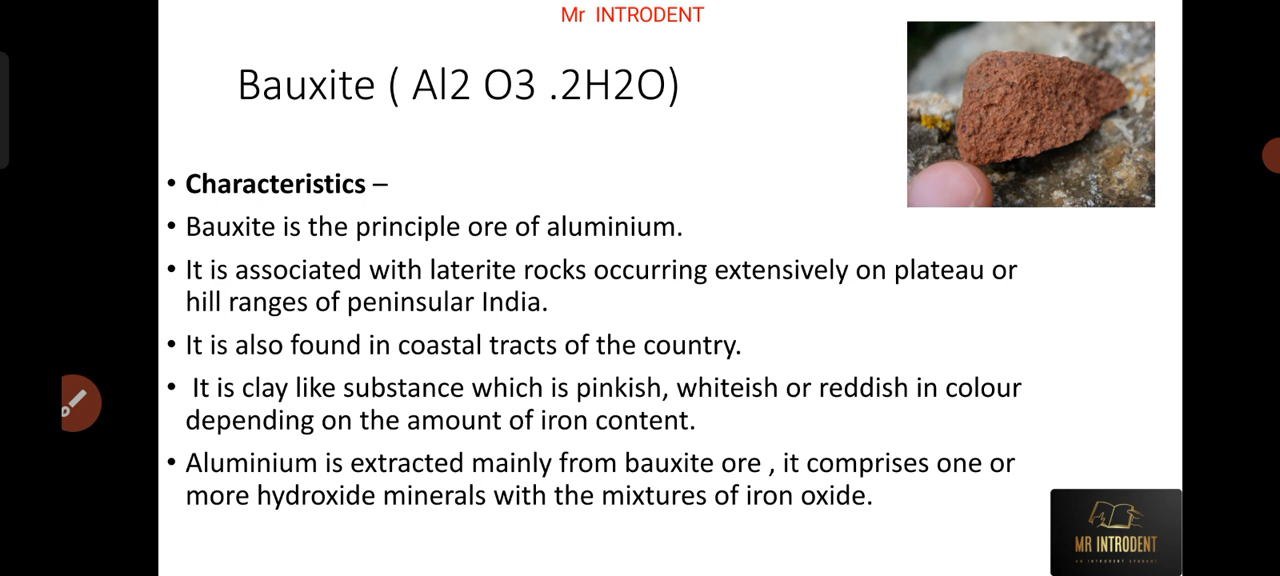 Mr INTRODENT
Bauxite ( Al2 O3 .2H2O)
• Characteristics –
• Bauxite is the principle ore of aluminium.
• It is associated with laterite rocks occurring extensively on plateau or
hill ranges of peninsular India.
• It is also found in coastal tracts of the country.
• It is clay like substance which is pinkish, whiteish or reddish in colour
depending on the amount of iron content.
• Aluminium is extracted mainly from bauxite ore , it comprises one or
more hydroxide minerals with the mixtures of iron oxide.
MR INTRODENT